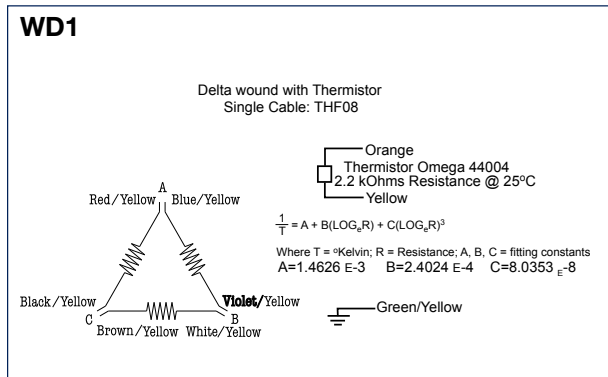 WD1
Delta wound with Thermistor
Single Cable: THF08
A
Red/Yellow Blue/Yellow
Black/Yellow
C
Brown/Yellow
Violet/Yellow
B
White/Yellow
Orange
Thermistor Omega 44004
2.2 kOhms Resistance @ 25ºC
Yellow
1/T = A + B(LOGeR) + C(LOGeR)³
Where T = ºKelvin; R = Resistance; A, B, C = fitting constants
A=1.4626 E-3 B=2.4024 E-4 C=8.0353 E-8
Green/Yellow